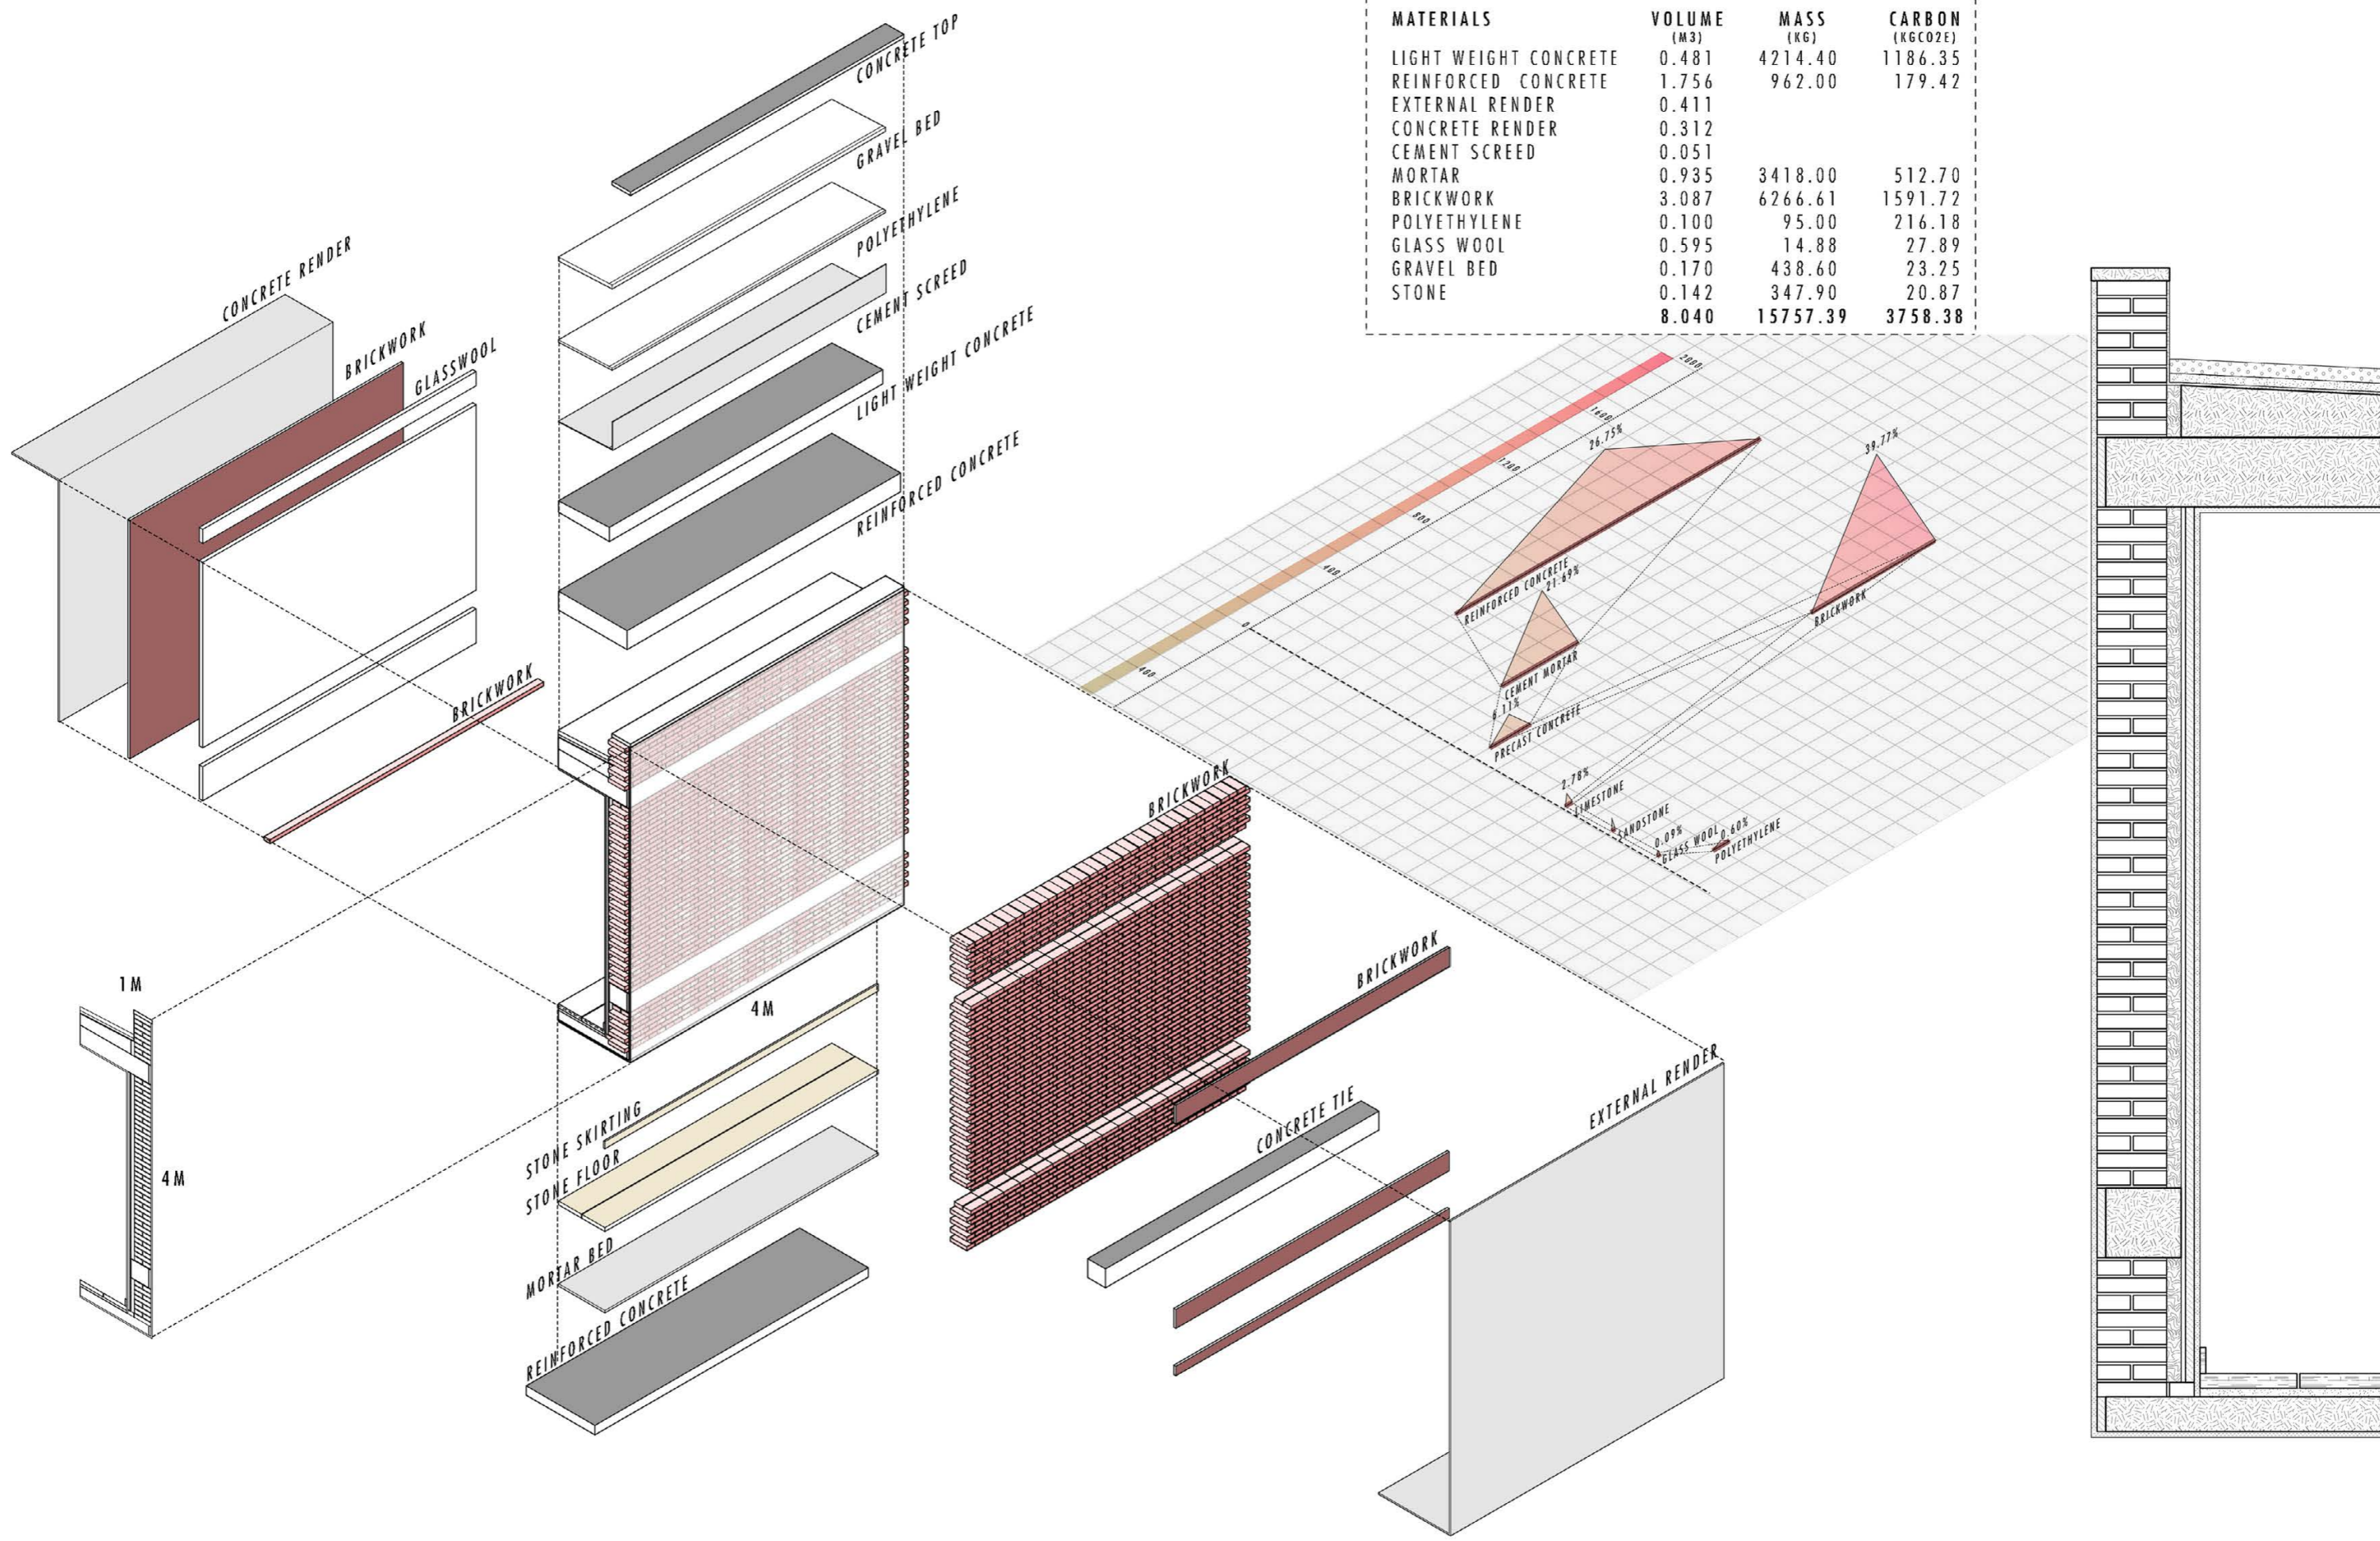 MATERIALS VOLUME MASS CARBON
(M3) (KG) (KGCO2E)
LIGHT WEIGHT CONCRETE 0.481 4214.40 1186.35
REINFORCED CONCRETE 1.756 962.00 179.42
EXTERNAL RENDER 0.411
CONCRETE RENDER 0.312
CEMENT SCREED 0.051
MORTAR 0.935 3418.00 512.70
BRICKWORK 3.087 6266.61 1591.72
POLYETHYLENE 0.100 95.00 216.18
GLASS WOOL 0.595 14.88 27.89
GRAVEL BED 0.170 438.60 23.25
STONE 0.142 347.90 20.87
8.040 15757.39 3758.38
CONCRETE TOP
GRAVEL BED
POLYETHYLENE
CEMENT SCREED
LIGHT WEIGHT CONCRETE
REINFORCED CONCRETE
CONCRETE RENDER
BRICKWORK
GLASSWOOL
BRICKWORK
2000
1600
1200
800
400
0
400
26.75%
REINFORCED CONCRETE
21.69%
CEMENT MORTAR
6.11%
PRECAST CONCRETE
39.77%
BRICKWORK
2.78%
LIMESTONE
SANDSTONE
0.09%
GLASS WOOL
0.60%
POLYETHYLENE
BRICKWORK
BRICKWORK
CONCRETE TIE
EXTERNAL RENDER
1M
4M
4M
STONE SKIRTING
STONE FLOOR
MORTAR BED
REINFORCED CONCRETE